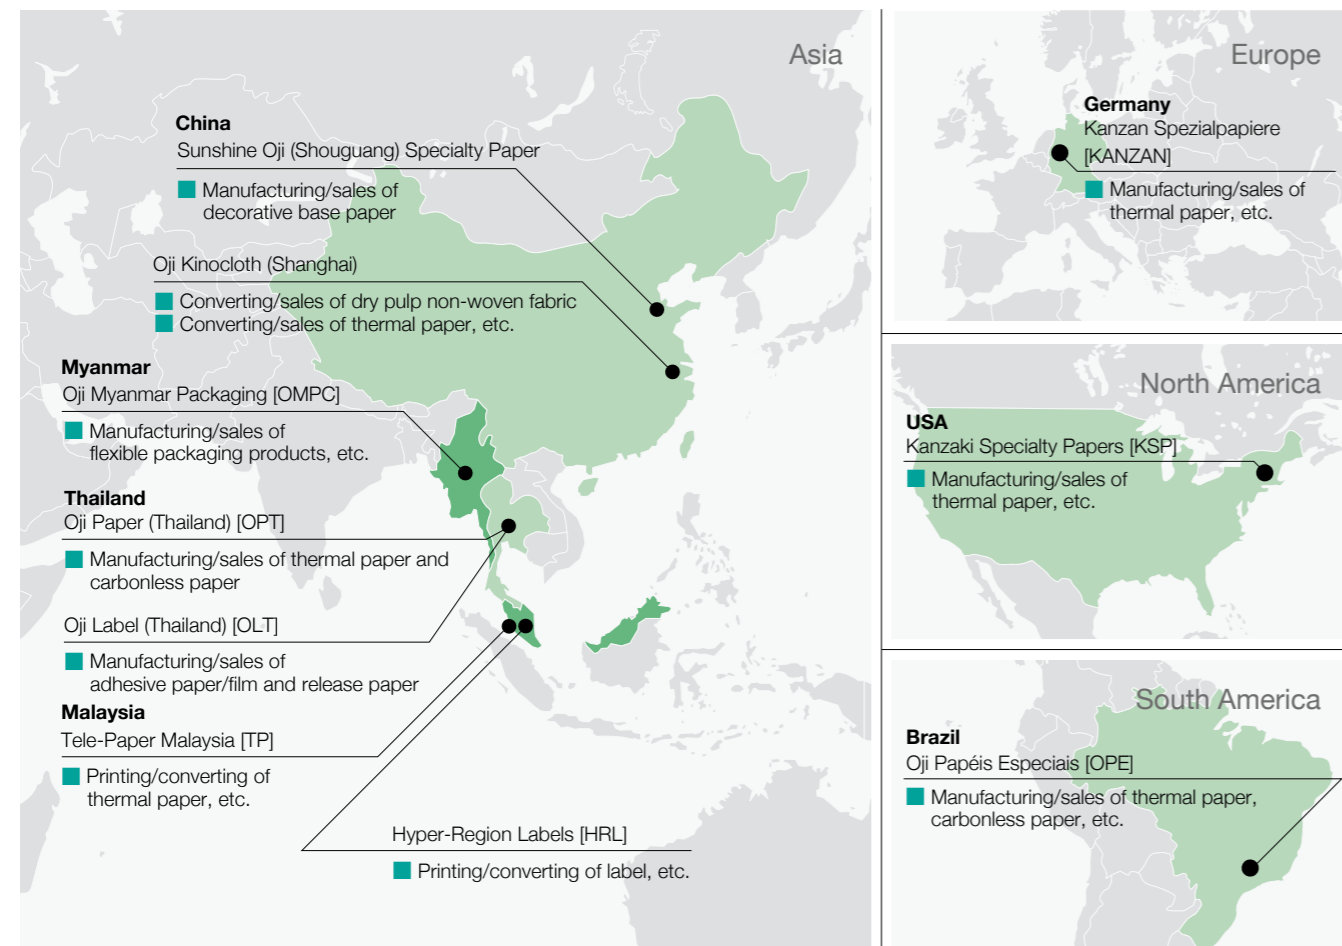 Asia
China
Sunshine Oji (Shouguang) Specialty Paper
Manufacturing/sales of
decorative base paper
Oji Kinocloth (Shanghai)
Converting/sales of dry pulp non-woven fabric
Converting/sales of thermal paper, etc.
Myanmar
Oji Myanmar Packaging [OMPC]
Manufacturing/sales of
flexible packaging products, etc.
Thailand
Oji Paper (Thailand) [OPT]
Manufacturing/sales of thermal paper and
carbonless paper
Oji Label (Thailand) [OLT]
Manufacturing/sales of
adhesive paper/film and release paper
Malaysia
Tele-Paper Malaysia [TP]
Printing/converting of
thermal paper, etc.
Hyper-Region Labels [HRL]
Printing/converting of label, etc.
Europe
Germany
Kanzan Spezialpapiere
[KANZAN]
Manufacturing/sales of
thermal paper, etc.
North America
USA
Kanzaki Specialty Papers [KSP]
Manufacturing/sales of
thermal paper, etc.
South America
Brazil
Oji Papéis Especiais [OPE]
Manufacturing/sales of thermal paper,
carbonless paper, etc.